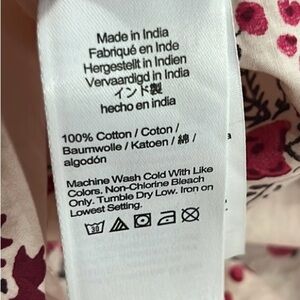 Made in India
Fabriqué en Inde
Hergestellt in Indien
Vervaardigd in Indien
インド製
hecho en india
100% Cotton / Coton /
Baumwolle / Katoen / 綿 /
algodón
Machine Wash Cold With Like
Colors. Non-Chlorine Bleach
Only. Tumble Dry Low. Iron on
Lowest Setting.